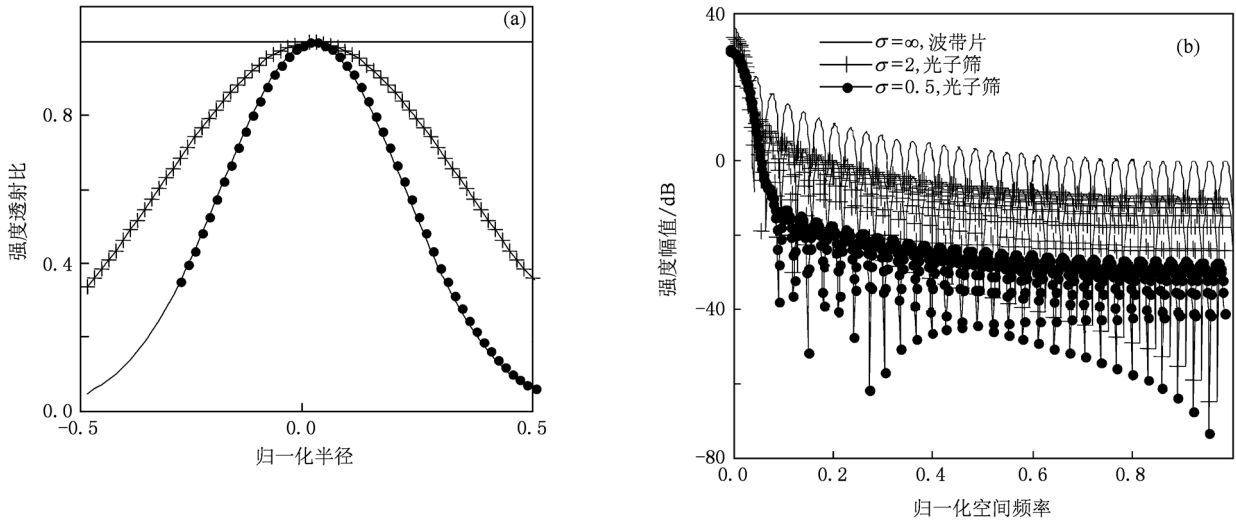 (a)
0.8
0.4
0.0
-0.5
0.0
0.5
强度透射比
归一化半径
40
0
-40
-80
0.0
0.2
0.4
0.6
0.8
强度幅值/dB
归一化空间频率
σ=∞,波带片
σ=2,光子筛
σ=0.5,光子筛
(b)